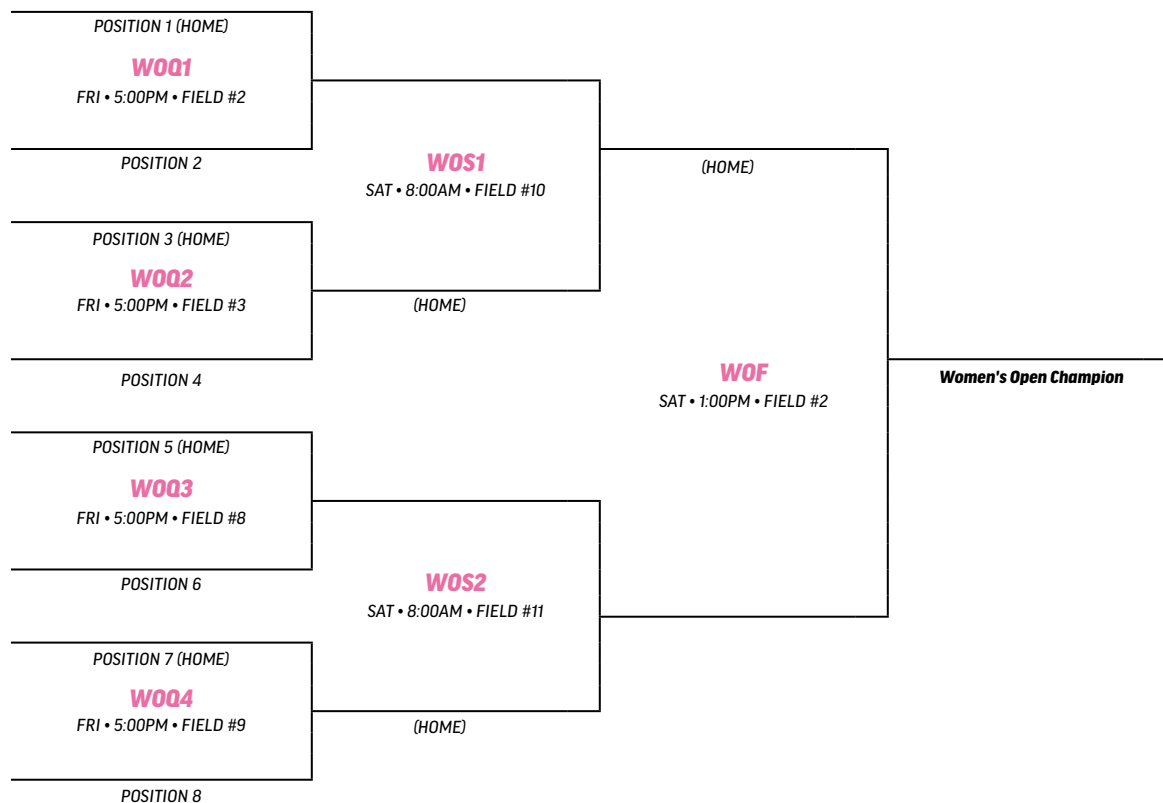 POSITION 1 (HOME)
WOQ1
FRI • 5:00PM • FIELD #2
POSITION 2
WOS1
SAT • 8:00AM • FIELD #10
(HOME)
POSITION 3 (HOME)
WOQ2
FRI • 5:00PM • FIELD #3
(HOME)
POSITION 4
WOF
SAT • 1:00PM • FIELD #2
Women's Open Champion
POSITION 5 (HOME)
WOQ3
FRI • 5:00PM • FIELD #8
POSITION 6
WOS2
SAT • 8:00AM • FIELD #11
POSITION 7 (HOME)
WOQ4
FRI • 5:00PM • FIELD #9
(HOME)
POSITION 8